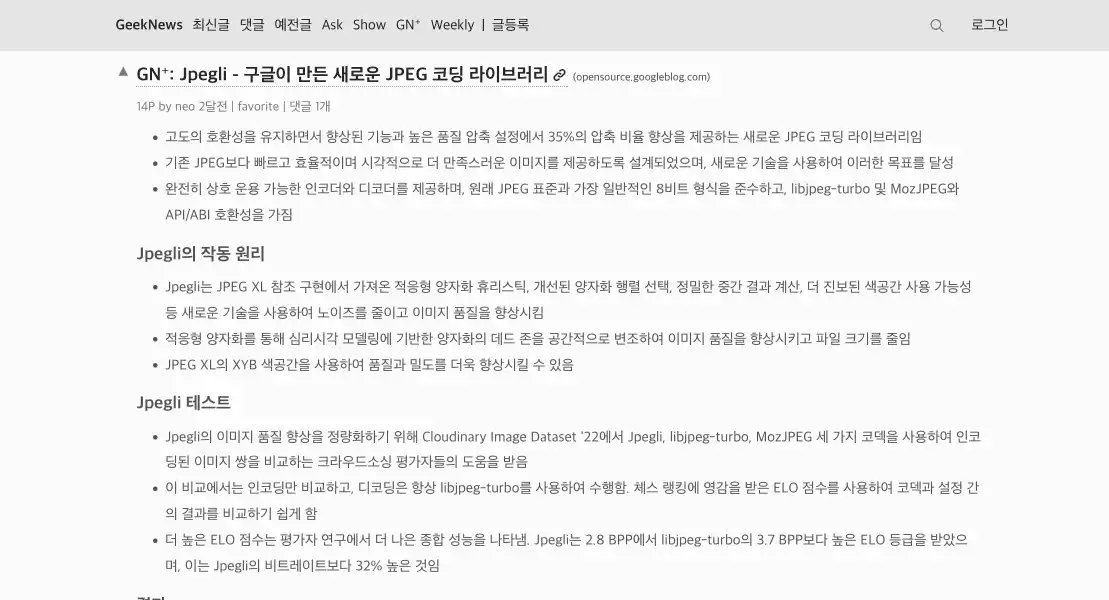 GeekNews 최신글 댓글 예전글 Ask Show GN⁺ Weekly | 글등록 로그인
▲ GN⁺: Jpegli - 구글이 만든 새로운 JPEG 코딩 라이브러리 (opensource.googleblog.com)
14P by neo 2달전 | favorite | 댓글 1개
• 고도의 호환성을 유지하면서 향상된 기능과 높은 품질 압축 설정에서 35%의 압축 비율 향상을 제공하는 새로운 JPEG 코딩 라이브러리임
• 기존 JPEG보다 빠르고 효율적이며 시각적으로 더 만족스러운 이미지를 제공하도록 설계되었으며, 새로운 기술을 사용하여 이러한 목표를 달성
• 완전히 상호 운용 가능한 인코더와 디코더를 제공하며, 원래 JPEG 표준과 가장 일반적인 8비트 형식을 준수하고, libjpeg-turbo 및 MozJPEG와
API/ABI 호환성을 가짐
Jpegli의 작동 원리
• Jpegli는 JPEG XL 참조 구현에서 가져온 적응형 양자화 휴리스틱, 개선된 양자화 행렬 선택, 정밀한 중간 결과 계산, 더 진보된 색공간 사용 가능성
등 새로운 기술을 사용하여 노이즈를 줄이고 이미지 품질을 향상시킴
• 적응형 양자화를 통해 심리시각 모델링에 기반한 양자화의 데드 존을 공간적으로 변조하여 이미지 품질을 향상시키고 파일 크기를 줄임
• JPEG XL의 XYB 색공간을 사용하여 품질과 밀도를 더욱 향상시킬 수 있음
Jpegli 테스트
• Jpegli의 이미지 품질 향상을 정량화하기 위해 Cloudinary Image Dataset '22에서 Jpegli, libjpeg-turbo, MozJPEG 세 가지 코덱을 사용하여 인코
딩된 이미지 쌍을 비교하는 크라우드소싱 평가자들의 도움을 받음
• 이 비교에서는 인코딩만 비교하고, 디코딩은 항상 libjpeg-turbo를 사용하여 수행함. 체스 랭킹에 영감을 받은 ELO 점수를 사용하여 코덱과 설정 간
의 결과를 비교하기 쉽게 함
• 더 높은 ELO 점수는 평가자 연구에서 더 나은 종합 성능을 나타냄. Jpegli는 2.8 BPP에서 libjpeg-turbo의 3.7 BPP보다 높은 ELO 등급을 받았으
며, 이는 Jpegli의 비트레이트보다 32% 높은 것임